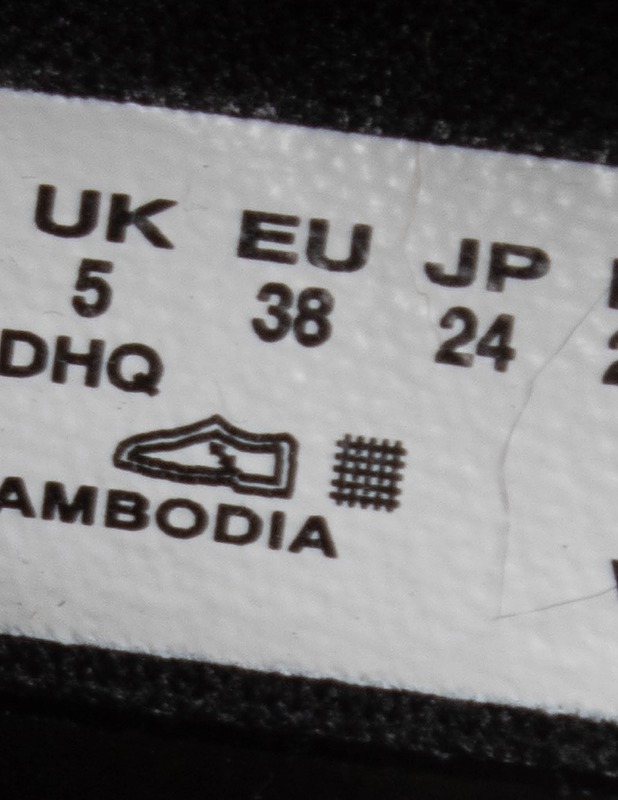 UK EU JP
5 38 24
DHQ
AMBODIA